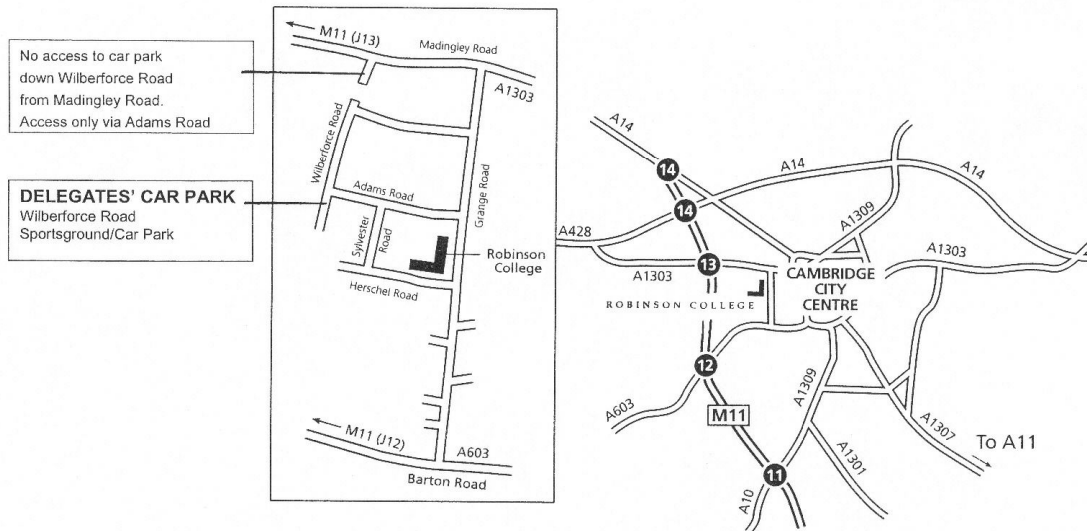 No access to car park
down Wilberforce Road
from Madingley Road.
Access only via Adams Road
DELEGATES' CAR PARK
Wilberforce Road
Sportsground/Car Park
M11 (J13)
Madingley Road
A1303
Wilberforce Road
Adams Road
Grange Road
Sylvester
Road
Robinson
College
Herschel Road
M11 (J12)
A603
Barton Road
A14
14
A14
A14
14
A1309
A428
13
A1303
A1303
CAMBRIDGE
CITY
CENTRE
ROBINSON COLLEGE
12
A603
M11
A1309
A1307
To A11
A1301
11
A10